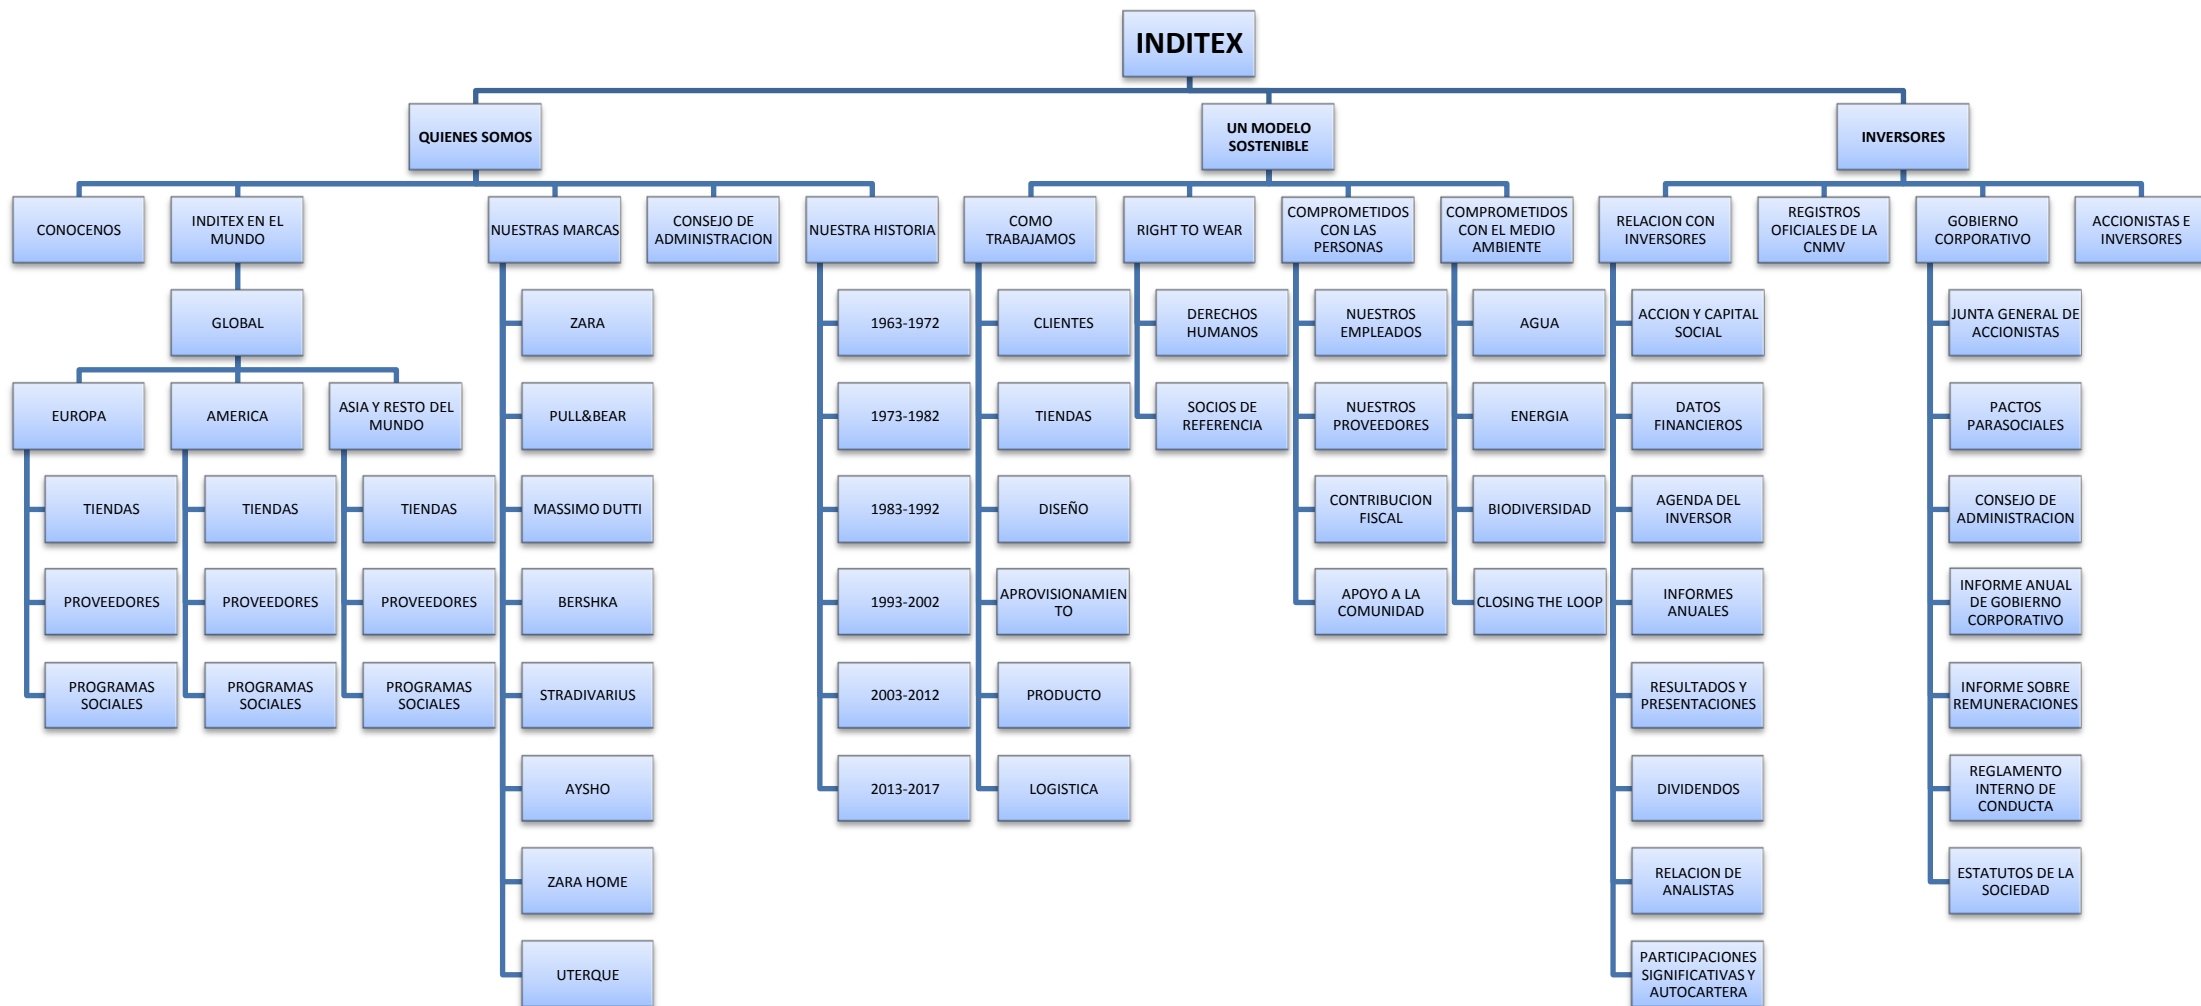 INDITEX
QUIENES SOMOS
UN MODELO
SOSTENIBLE
INVERSORES
CONOCENOS
INDITEX EN EL
MUNDO
NUESTRAS MARCAS
CONSEJO DE
ADMINISTRACION
NUESTRA HISTORIA
COMO
TRABAJAMOS
RIGHT TO WEAR
COMPROMETIDOS
CON LAS
PERSONAS
COMPROMETIDOS
CON EL MEDIO
AMBIENTE
RELACION CON
INVERSORES
REGISTROS
OFICIALES DE LA
CNMV
GOBIERNO
CORPORATIVO
ACCIONISTAS E
INVERSORES
GLOBAL
EUROPA
TIENDAS
PROVEEDORES
PROGRAMAS
SOCIALES
AMERICA
TIENDAS
PROVEEDORES
PROGRAMAS
SOCIALES
ASIA Y RESTO DEL
MUNDO
TIENDAS
PROVEEDORES
PROGRAMAS
SOCIALES
ZARA
PULL&BEAR
MASSIMO DUTTI
BERSHKA
STRADIVARIUS
AYSHO
ZARA HOME
UTERQUE
1963-1972
1973-1982
1983-1992
1993-2002
2003-2012
2013-2017
CLIENTES
TIENDAS
DISEÑO
APROVISIONAMIEN
TO
PRODUCTO
LOGISTICA
DERECHOS
HUMANOS
SOCIOS DE
REFERENCIA
NUESTROS
EMPLEADOS
NUESTROS
PROVEEDORES
CONTRIBUCION
FISCAL
APOYO A LA
COMUNIDAD
AGUA
ENERGIA
BIODIVERSIDAD
CLOSING THE LOOP
ACCION Y CAPITAL
SOCIAL
DATOS
FINANCIEROS
AGENDA DEL
INVERSOR
INFORMES
ANUALES
RESULTADOS Y
PRESENTACIONES
DIVIDENDOS
RELACION DE
ANALISTAS
PARTICIPACIONES
SIGNIFICATIVAS Y
AUTOCARTERA
JUNTA GENERAL DE
ACCIONISTAS
PACTOS
PARASOCIALES
CONSEJO DE
ADMINISTRACION
INFORME ANUAL
DE GOBIERNO
CORPORATIVO
INFORME SOBRE
REMUNERACIONES
REGLAMENTO
INTERNO DE
CONDUCTA
ESTATUTOS DE LA
SOCIEDAD